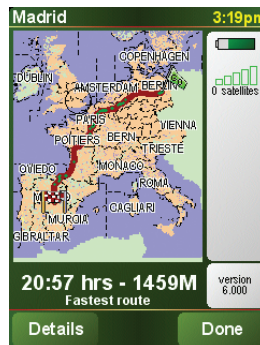 Madrid 3:19pm
COPENHAGEN
DUBLIN
AMSTERDAM BERLIN
PARIS
VIENNA
POITIERS BERN
TRIESTE
MONACO
OVIEDO
ROMA
CAGLIARI
MURCIA
GIBRALTAR
0 satellites
20:57 hrs - 1459M
Fastest route
version
6.000
Details Done